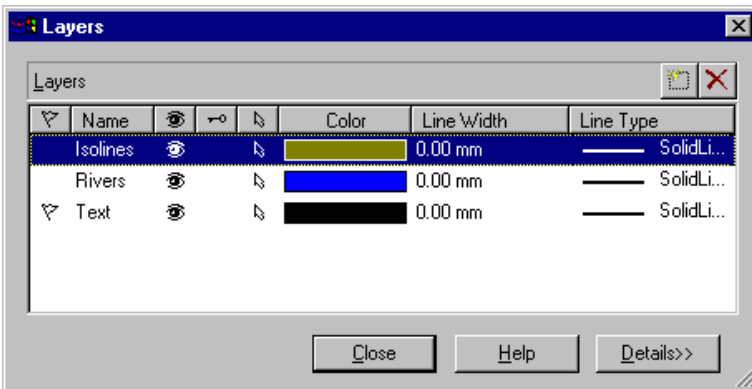 Layers
Layers
Name Color Line Width Line Type
Isolines 0.00 mm SolidLi...
Rivers 0.00 mm SolidLi...
Text 0.00 mm SolidLi...
Close Help Details>>